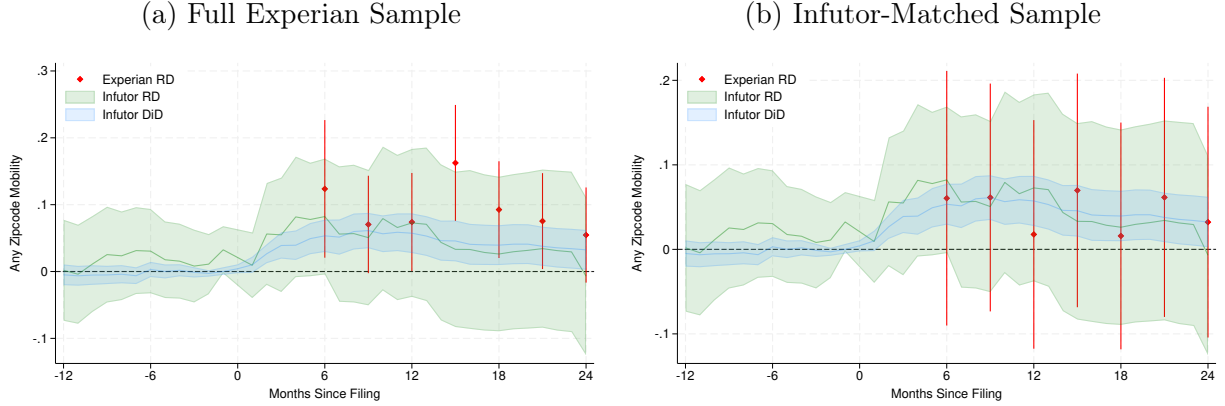 (a) Full Experian Sample
.3
.2
.1
0
-.1
Any Zipcode Mobility
Experian RD
Infutor RD
Infutor DiD
-12 -6 0 6 12 18 24
Months Since Filing
(b) Infutor-Matched Sample
.2
.1
0
-.1
Any Zipcode Mobility
Experian RD
Infutor RD
Infutor DiD
-12 -6 0 6 12 18 24
Months Since Filing